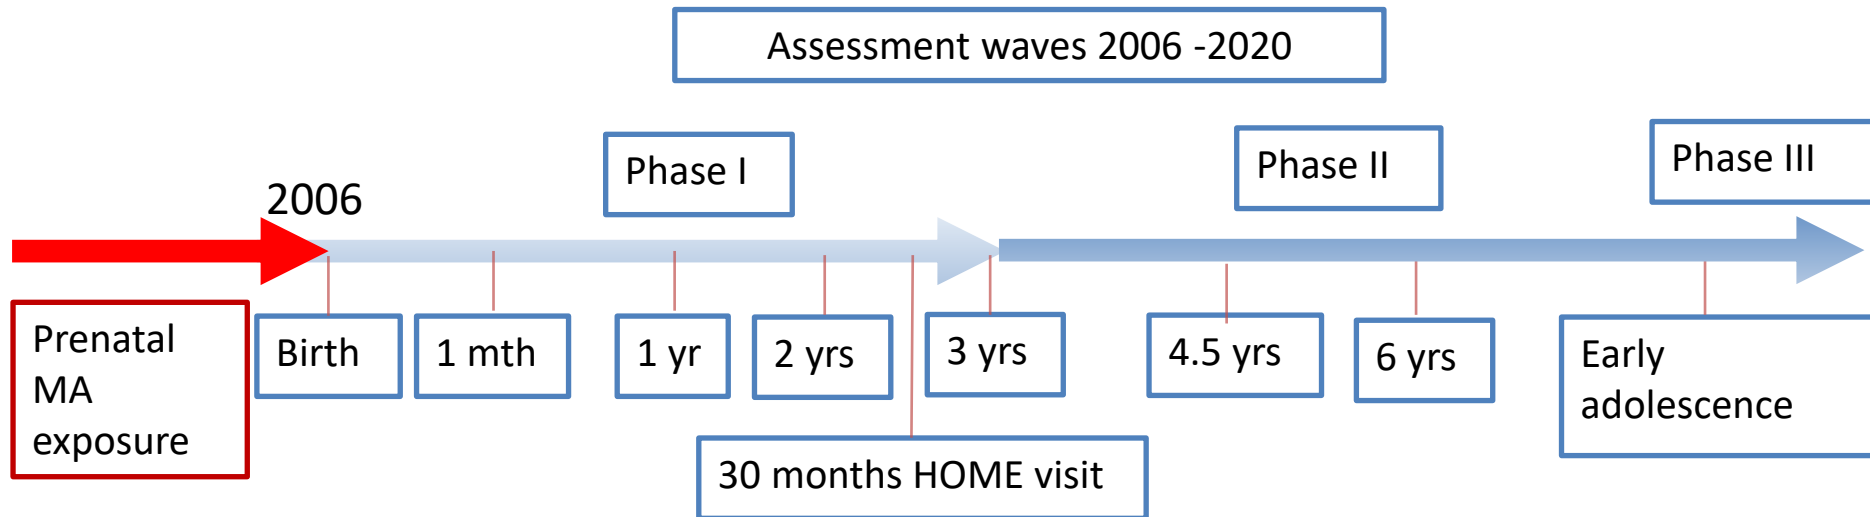 Assessment waves 2006 -2020
Phase I
Phase II
Phase III
2006
Prenatal
MA
exposure
Birth
1 mth
1 yr
2 yrs
3 yrs
4.5 yrs
6 yrs
Early
adolescence
30 months HOME visit